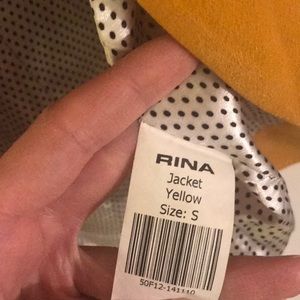 RINA
Jacket
Yellow
Size: S
50F12-141110